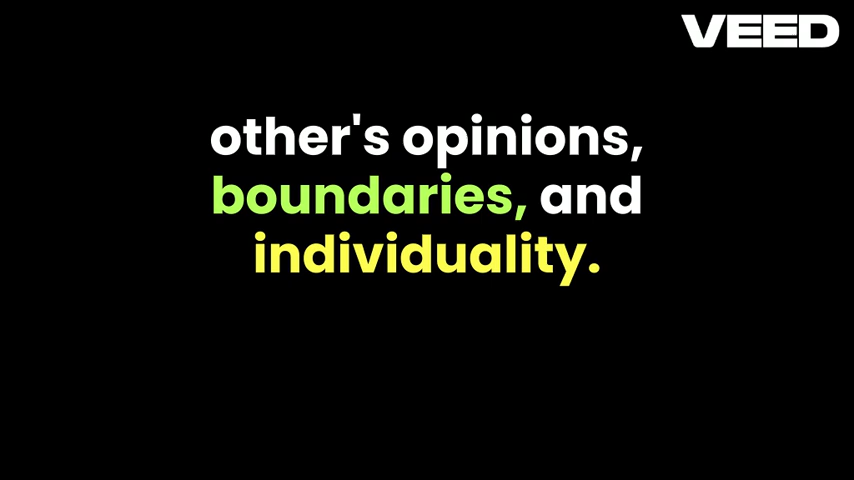 VEED
other's opinions,
boundaries, and
individuality.